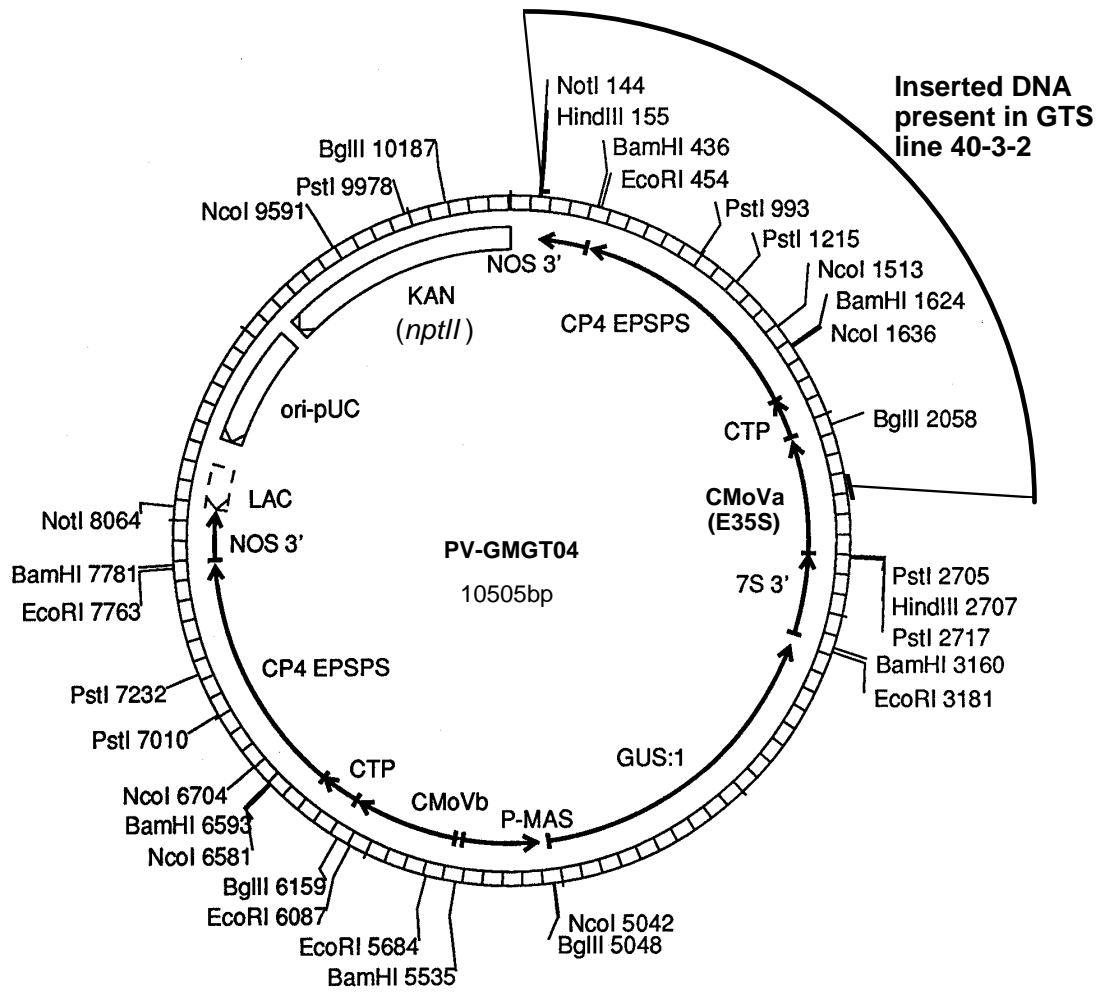 NotI 144
HindIII 155
Inserted DNA
present in GTS
line 40-3-2
BamHI 436
EcoRI 454
BglII 10187
PstI 9978
NcoI 9591
PstI 993
PstI 1215
NcoI 1513
BamHI 1624
NcoI 1636
BglII 2058
NOS 3’
KAN
(nptII)
CP4 EPSPS
ori-pUC
CTP
LAC
CMoVa
(E35S)
NotI 8064
NOS 3’
PV-GMGT04
10505bp
7S 3’
BamHI 7781
EcoRI 7763
PstI 2705
HindIII 2707
PstI 2717
BamHI 3160
EcoRI 3181
CP4 EPSPS
PstI 7232
PstI 7010
GUS:1
CTP
CMoVb
P-MAS
NcoI 6704
BamHI 6593
NcoI 6581
BglII 6159
EcoRI 6087
EcoRI 5684
BamHI 5535
NcoI 5042
BglII 5048